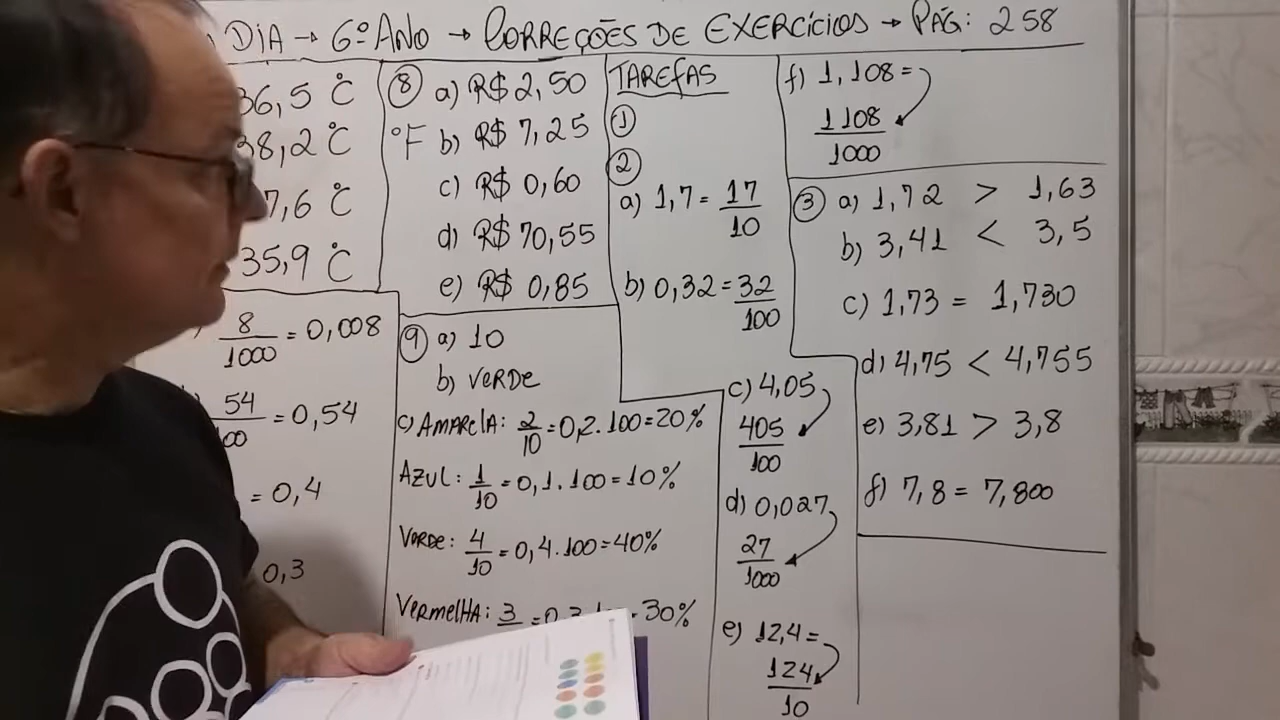 DIA → 6º ANO → CORREÇÕES DE EXERCÍCIOS → PÁG: 258
36,5 °C
38,2 °C
°F
7,6 °C
35,9 °C
8/1000 = 0,008
54/100 = 0,54
= 0,4
0,3
8 a) R$ 2,50
b) R$ 7,25
c) R$ 0,60
d) R$ 70,55
e) R$ 0,85
9 a) 10
b) VERDE
c) AMARELA: 2/10 = 0,2 . 100 = 20%
AZUL: 1/10 = 0,1 . 100 = 10%
VERDE: 4/10 = 0,4 . 100 = 40%
VERMELHA: 3 = 0,3 30%
TAREFAS
1
2
a) 1,7 = 17/10
b) 0,32 = 32/100
c) 4,05
405/100
d) 0,027
27/1000
e) 12,4 =
124/10
f) 1,108 =
1108/1000
3 a) 1,72 > 1,63
b) 3,41 < 3,5
c) 1,73 = 1,730
d) 4,75 < 4,755
e) 3,81 > 3,8
f) 7,8 = 7,800